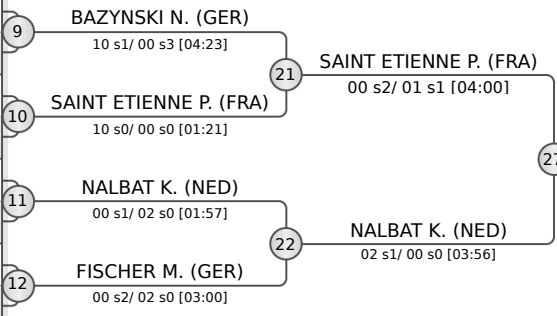 9
BAZYNSKI N. (GER)
10 s1/ 00 s3 [04:23]
21
SAINT ETIENNE P. (FRA)
00 s2/ 01 s1 [04:00]
10
SAINT ETIENNE P. (FRA)
10 s0/ 00 s0 [01:21]
27
11
NALBAT K. (NED)
00 s1/ 02 s0 [01:57]
22
NALBAT K. (NED)
02 s1/ 00 s0 [03:56]
12
FISCHER M. (GER)
00 s2/ 02 s0 [03:00]